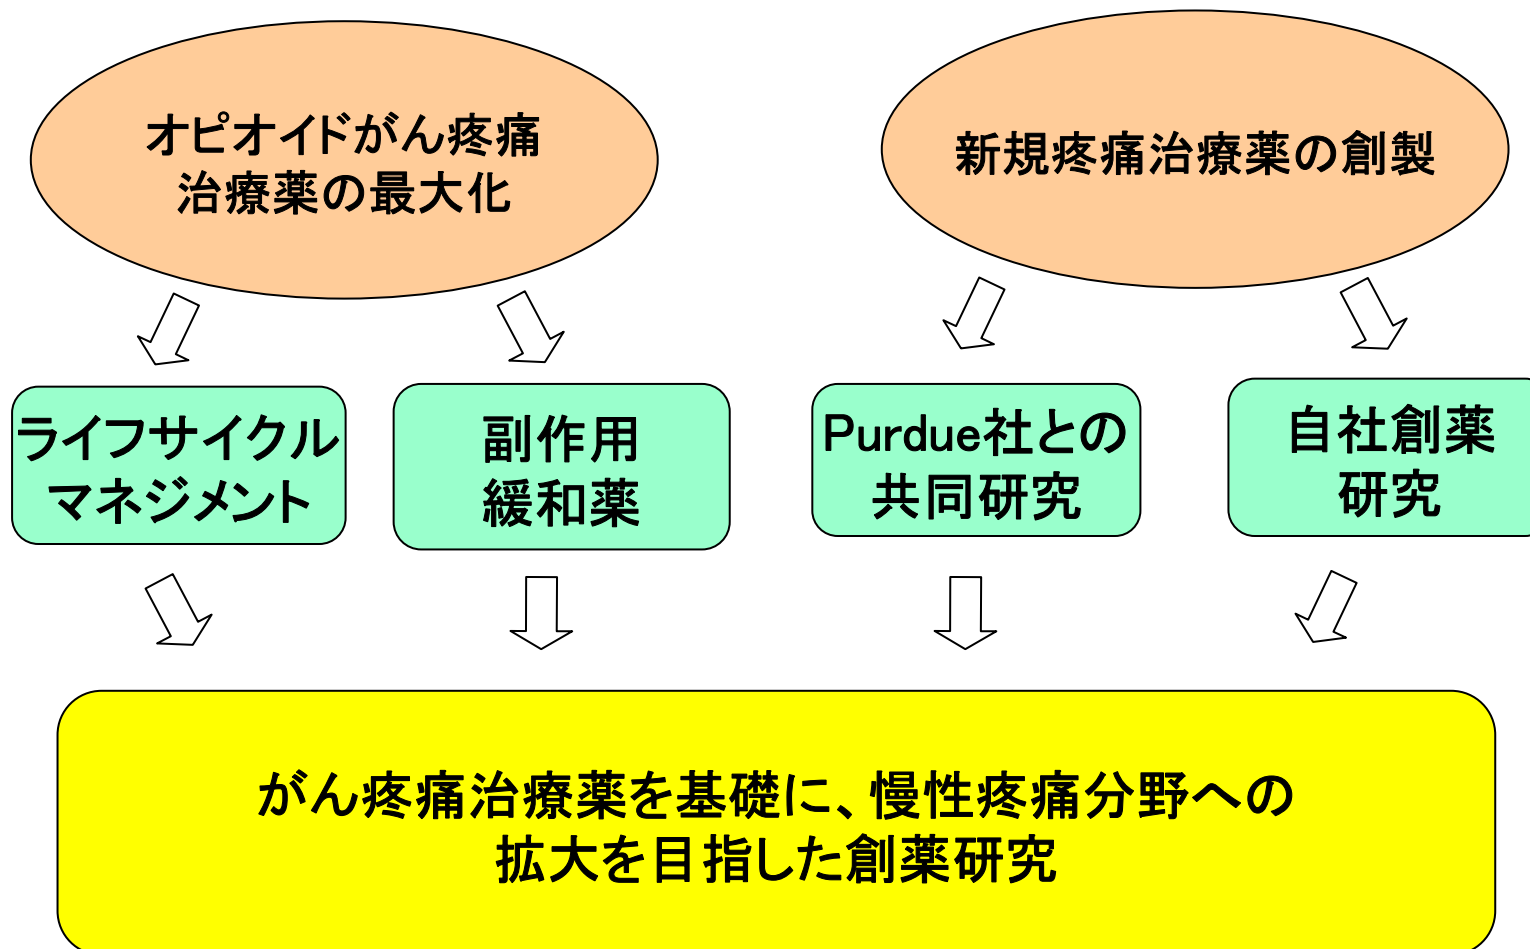 オピオイドがん疼痛
治療薬の最大化
新規疼痛治療薬の創製
ライフサイクル
マネジメント
副作用
緩和薬
Purdue社との
共同研究
自社創薬
研究
がん疼痛治療薬を基礎に、慢性疼痛分野への
拡大を目指した創薬研究